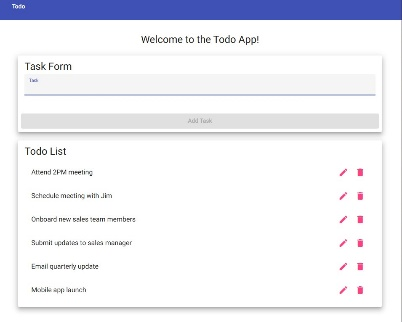 Todo
Welcome to the Todo App!
Task Form
Task
Add Task
Todo List
Attend 2PM meeting
Schedule meeting with Jim
Onboard new sales team members
Submit updates to sales manager
Email quarterly update
Mobile app launch